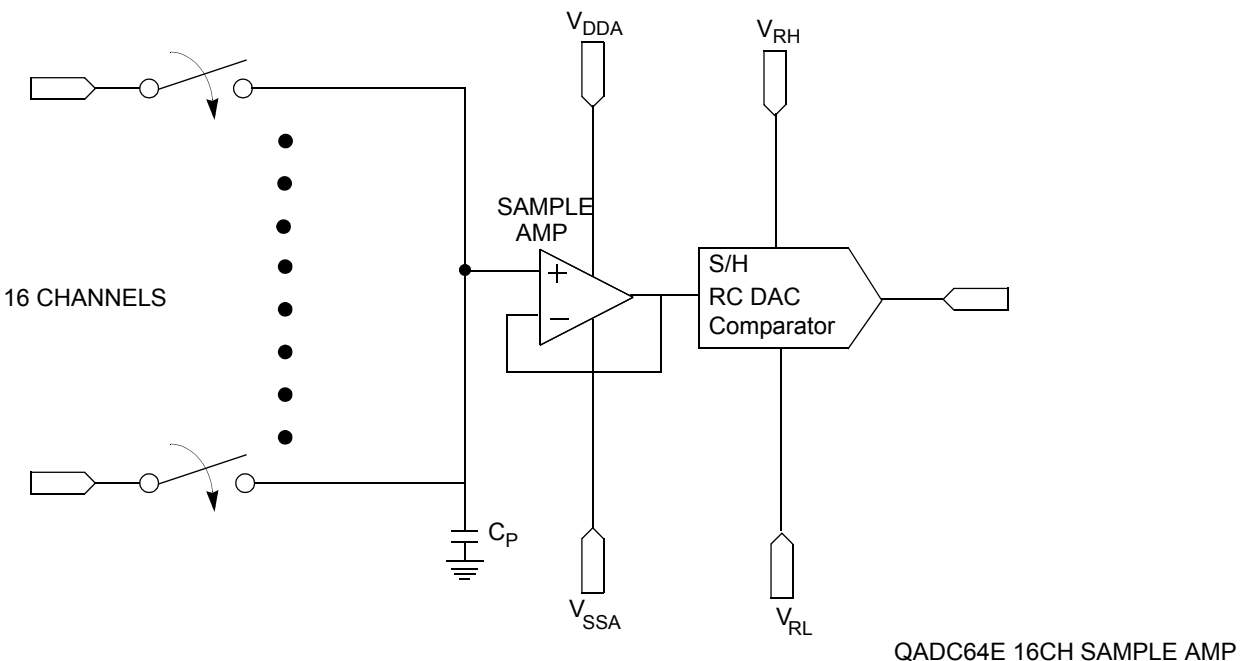 V_DDA
V_RH
SAMPLE
AMP
+
−
S/H
RC DAC
Comparator
16 CHANNELS
C_P
V_SSA
V_RL
QADC64E 16CH SAMPLE AMP